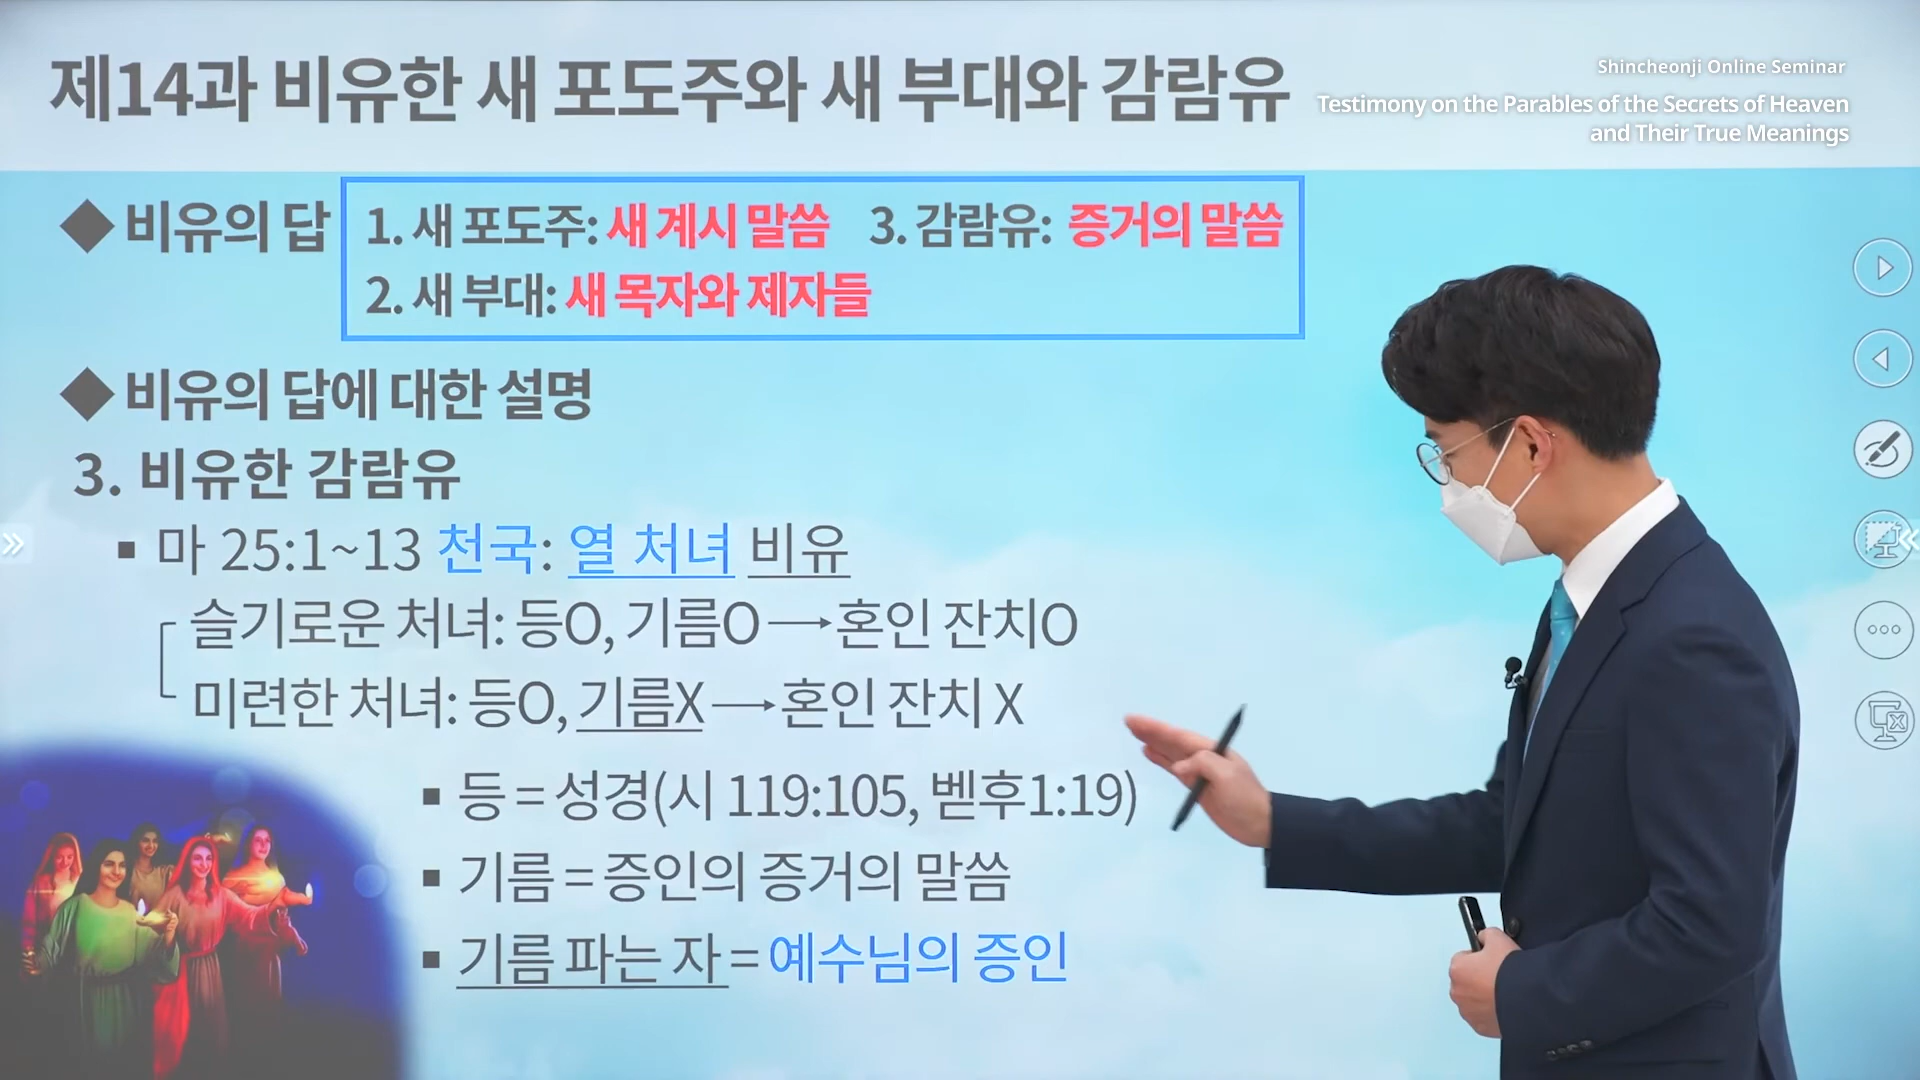 제14과 비유한 새 포도주와 새 부대와 감람유
Shincheonji Online Seminar
Testimony on the Parables of the Secrets of Heaven
and Their True Meanings
◆ 비유의 답
1. 새 포도주: 새 계시 말씀 3. 감람유: 증거의 말씀
2. 새 부대: 새 목자와 제자들
◆ 비유의 답에 대한 설명
3. 비유한 감람유
▪ 마 25:1~13 천국: 열 처녀 비유
슬기로운 처녀: 등O, 기름O → 혼인 잔치O
미련한 처녀: 등O, 기름X → 혼인 잔치 X
▪ 등 = 성경(시 119:105, 벧후1:19)
▪ 기름 = 증인의 증거의 말씀
▪ 기름 파는 자 = 예수님의 증인